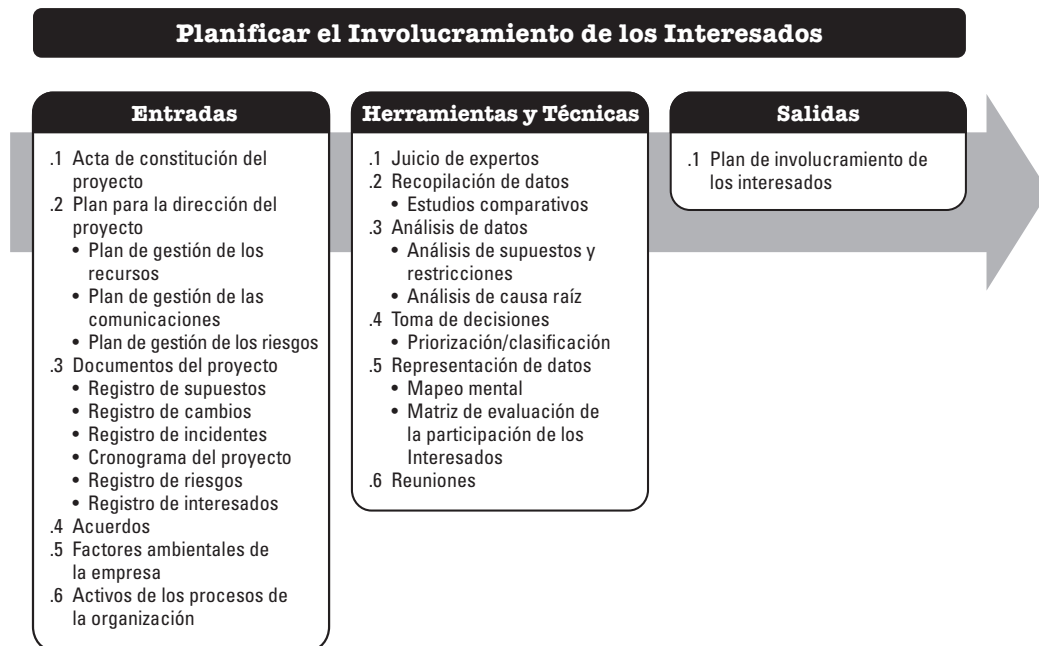 Planificar el Involucramiento de los Interesados
Entradas
.1 Acta de constitución del
proyecto
.2 Plan para la dirección del
proyecto
• Plan de gestión de los
recursos
• Plan de gestión de las
comunicaciones
• Plan de gestión de los riesgos
.3 Documentos del proyecto
• Registro de supuestos
• Registro de cambios
• Registro de incidentes
• Cronograma del proyecto
• Registro de riesgos
• Registro de interesados
.4 Acuerdos
.5 Factores ambientales de
la empresa
.6 Activos de los procesos de
la organización
Herramientas y Técnicas
.1 Juicio de expertos
.2 Recopilación de datos
• Estudios comparativos
.3 Análisis de datos
• Análisis de supuestos y
restricciones
• Análisis de causa raíz
.4 Toma de decisiones
• Priorización/clasificación
.5 Representación de datos
• Mapeo mental
• Matriz de evaluación de
la participación de los
Interesados
.6 Reuniones
Salidas
.1 Plan de involucramiento de
los interesados